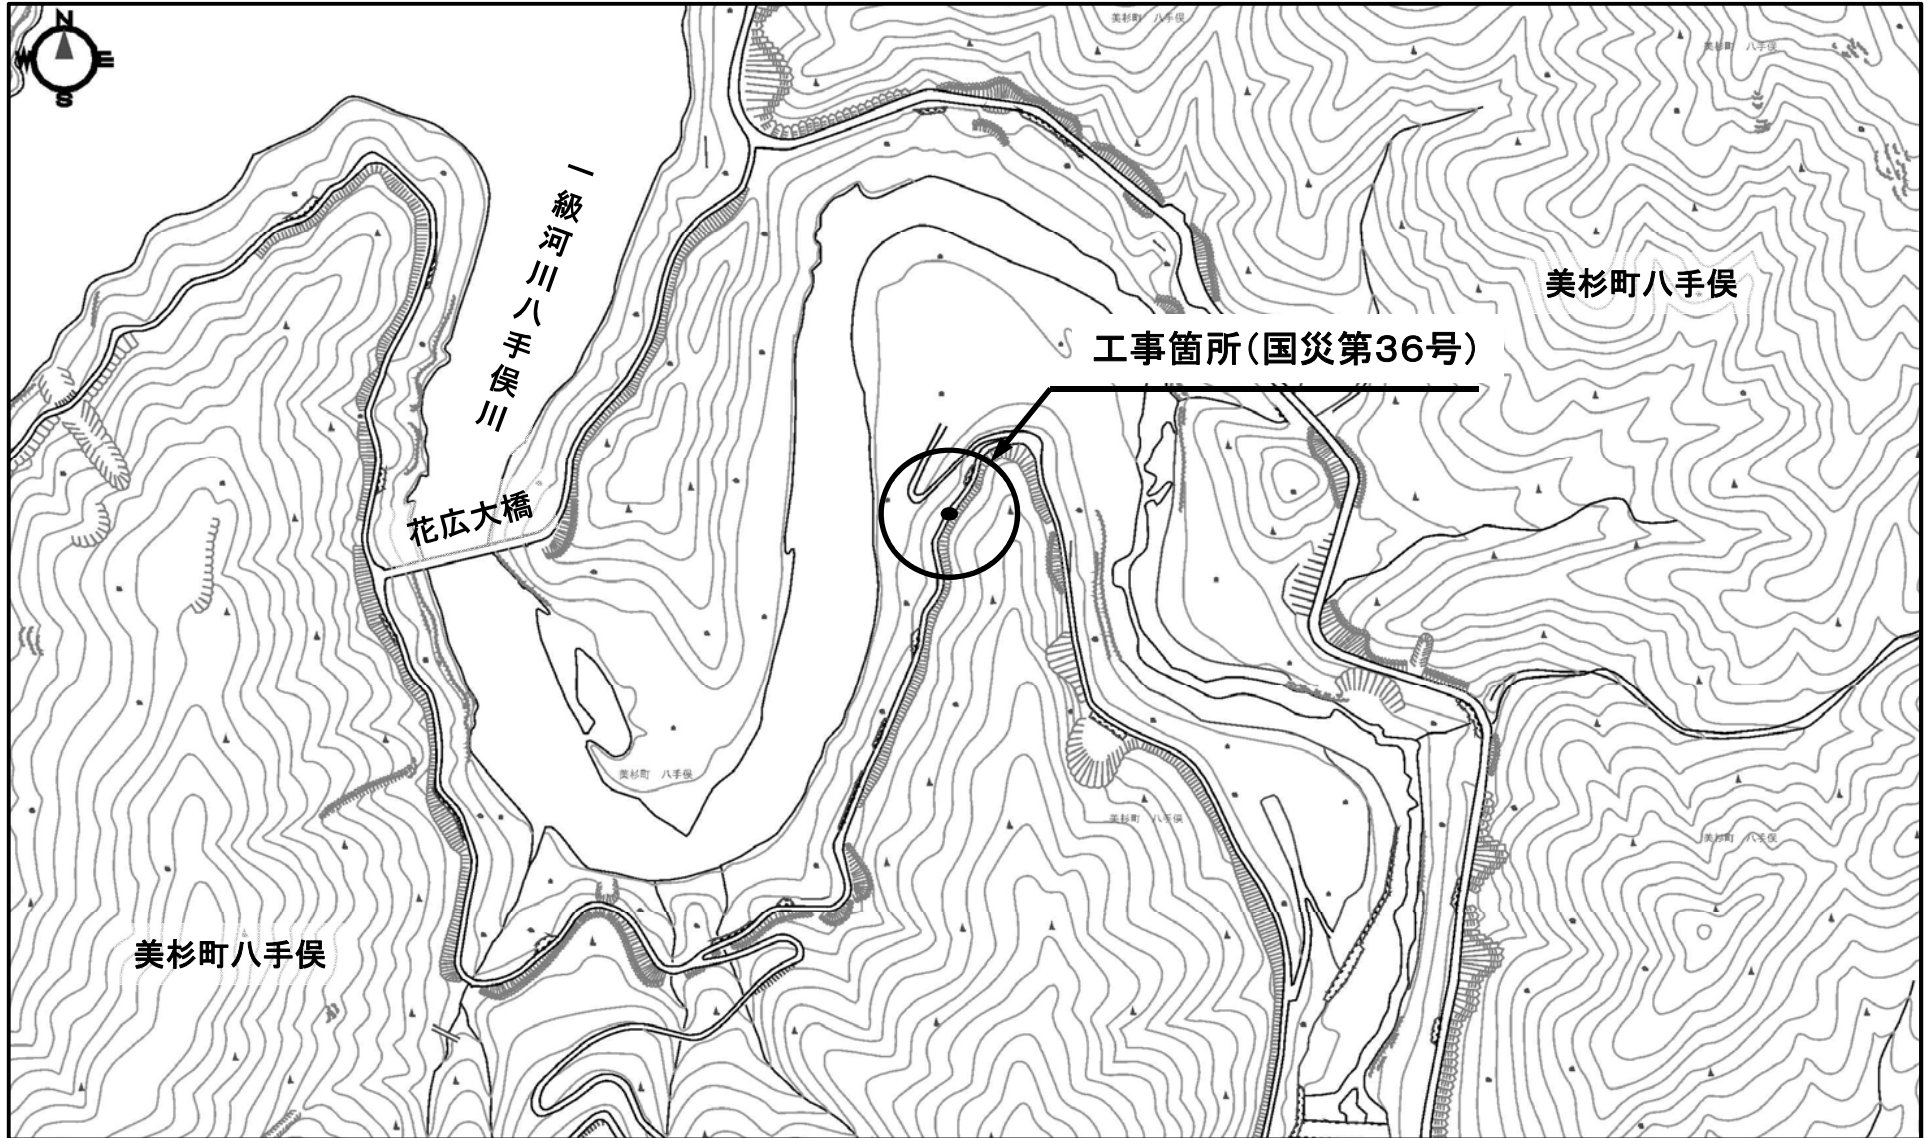 N
W
E
S
美杉町 八手俣
美杉町 八手俣
一級河川八手俣川
美杉町八手俣
工事箇所(国災第36号)
花広大橋
美杉町 八手俣
美杉町 八手俣
美杉町 八手俣
美杉町八手俣